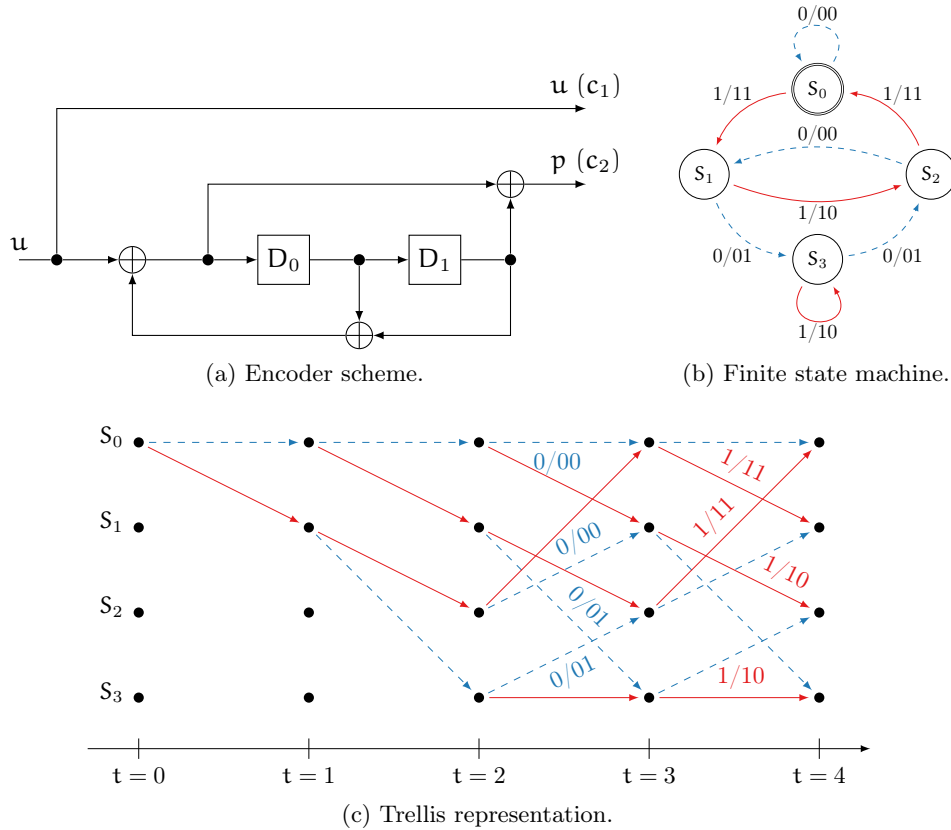 u (c₁)
p (c₂)
u
D₀
D₁
(a) Encoder scheme.
0/00
S₀
1/11
1/11
0/00
S₁
S₂
1/10
0/01
S₃
0/01
1/10
(b) Finite state machine.
S₀
0/00
1/11
S₁
0/00
1/11
1/10
S₂
0/01
0/01
1/10
S₃
t = 0
t = 1
t = 2
t = 3
t = 4
(c) Trellis representation.